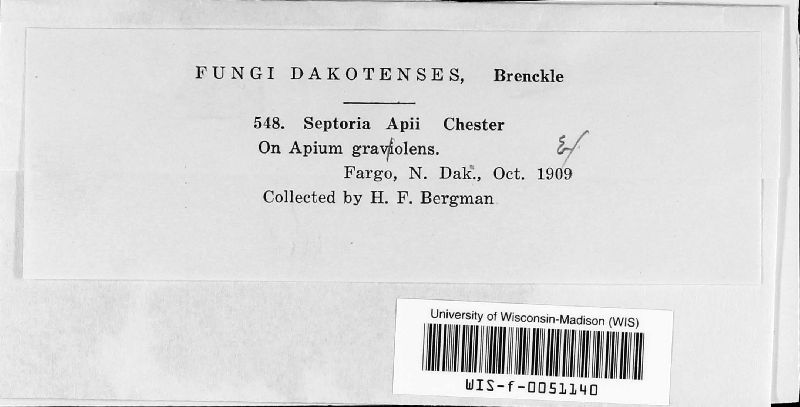 FUNGI DAKOTENSES, Brenckle
548. Septoria Apii Chester
On Apium graviolens. e/
Fargo, N. Dak., Oct. 1909
Collected by H. F. Bergman
University of Wisconsin-Madison (WIS)
WIS-f-0051140